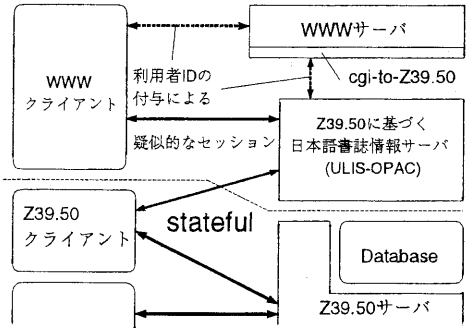 WWWサーバ
cgi-to-Z39.50
WWW
クライアント
利用者IDの
付与による
疑似的なセッション
Z39.50に基づく
日本語書誌情報サーバ
(ULIS-OPAC)
Z39.50
クライアント
stateful
Database
Z39.50サーバ